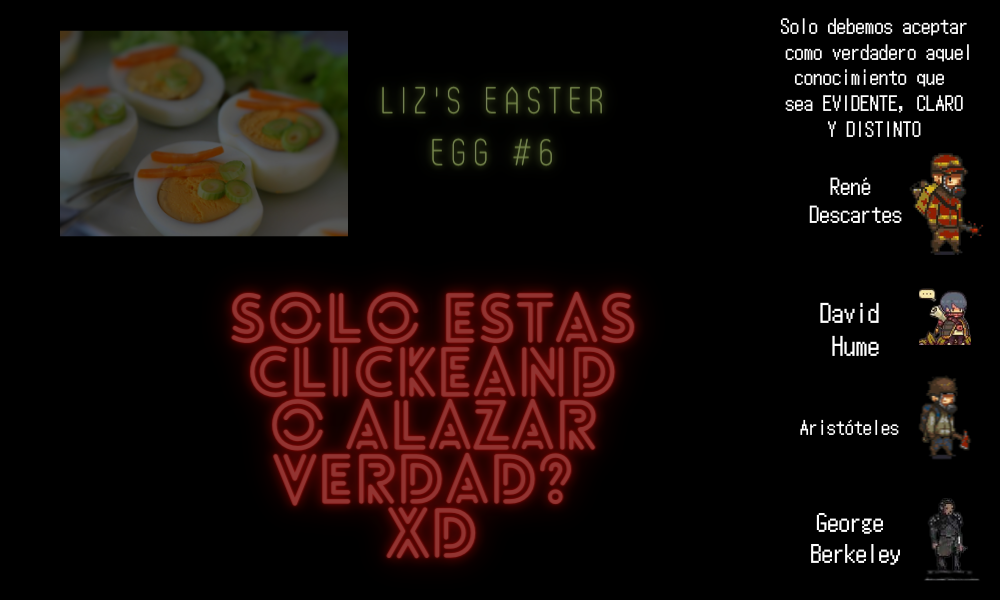 LIZ'S EASTER
EGG #6
SOLO ESTAS
CLICKEAND
O ALAZAR
VERDAD?
XD
Solo debemos aceptar
como verdadero aquel
conocimiento que
sea EVIDENTE, CLARO
Y DISTINTO
René
Descartes
David
Hume
Aristóteles
George
Berkeley